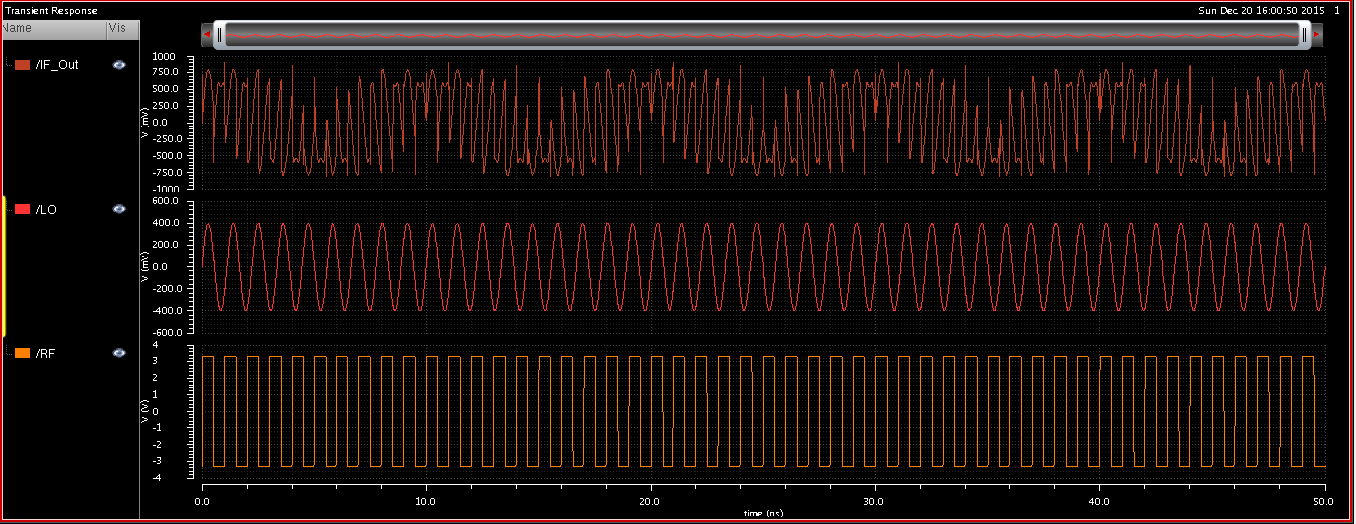 Transient Response
Sun Dec 20 16:00:50 2015 1
Name
Vis
/IF_Out
1000
750.0
500.0
250.0
0.0
-250.0
-500.0
-750.0
-1000
V (mV)
/LO
600.0
400.0
200.0
0.0
-200.0
-400.0
-600.0
V (mV)
/RF
4
3
2
1
0
-1
-2
-3
-4
V (V)
0.0
10.0
20.0
30.0
40.0
50.0
time (ns)